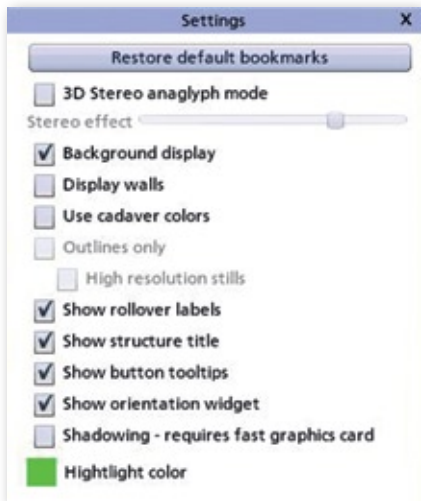 Settings X
Restore default bookmarks
3D Stereo anaglyph mode
Stereo effect
Background display
Display walls
Use cadaver colors
Outlines only
High resolution stills
Show rollover labels
Show structure title
Show button tooltips
Show orientation widget
Shadowing - requires fast graphics card
Hightlight color